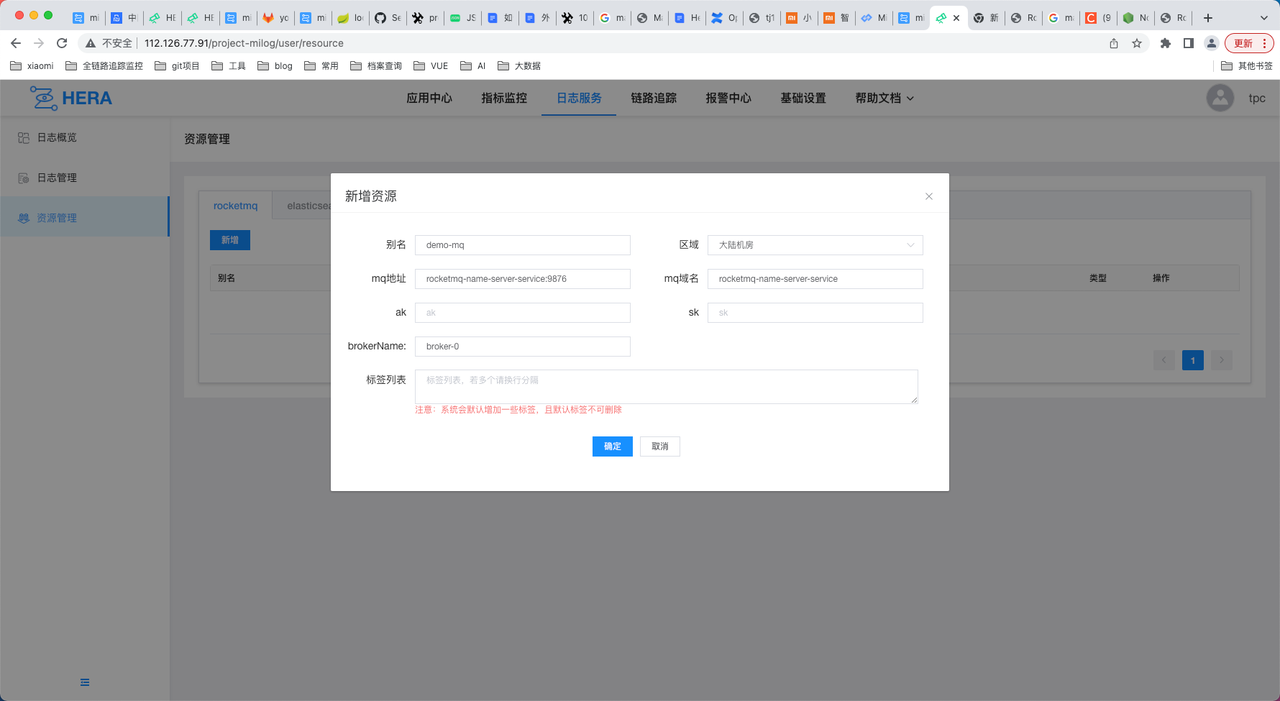 mi
中
HE
HE
mi
yo
mi
lo
Se
pr
JS
如
外
10
m
Ma
He
Op
tj1
小
智
Mi
mi
新
Ro
m
(9
No
Ro
不安全 112.126.77.91/project-milog/user/resource
更新
xiaomi 全链路追踪监控 git项目 工具 blog 常用 档案查询 VUE AI 大数据 其他书签
HERA 应用中心 指标监控 日志服务 链路追踪 报警中心 基础设置 帮助文档 tpc
日志概览
日志管理
资源管理
资源管理
rocketmq elasticsea
新增
别名 类型 操作
1
新增资源
别名 demo-mq 区域 大陆机房
mq地址 rocketmq-name-server-service:9876 mq域名 rocketmq-name-server-service
ak ak sk sk
brokerName: broker-0
标签列表 标签列表，若多个请换行分隔
注意：系统会默认增加一些标签，且默认标签不可删除
确定 取消